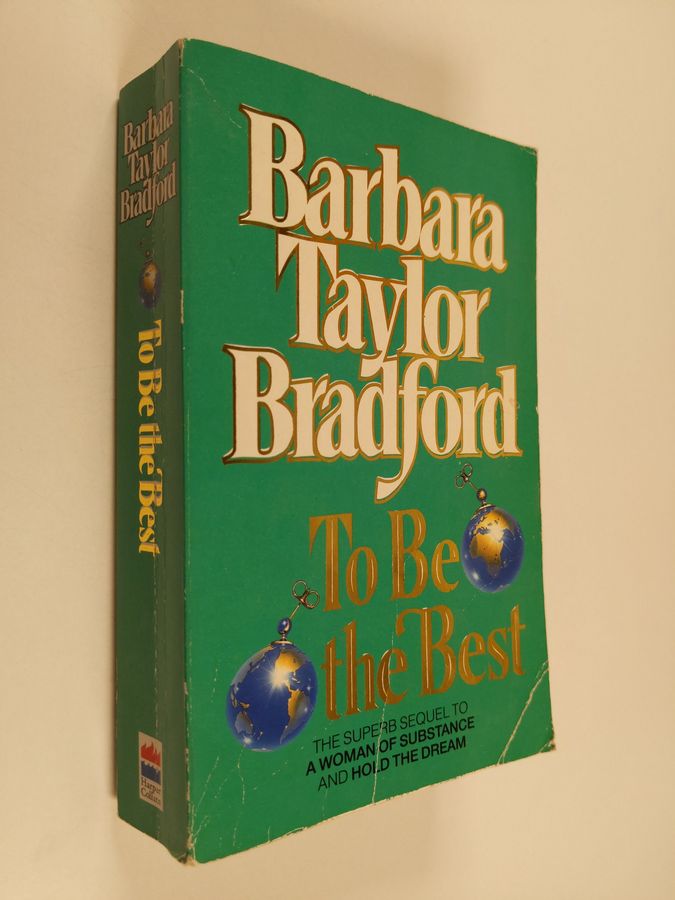 Barbara
Taylor
Bradford
To Be the Best
Harper
Collins
Barbara
Taylor
Bradford
To Be
the Best
THE SUPERB SEQUEL TO
A WOMAN OF SUBSTANCE
AND HOLD THE DREAM